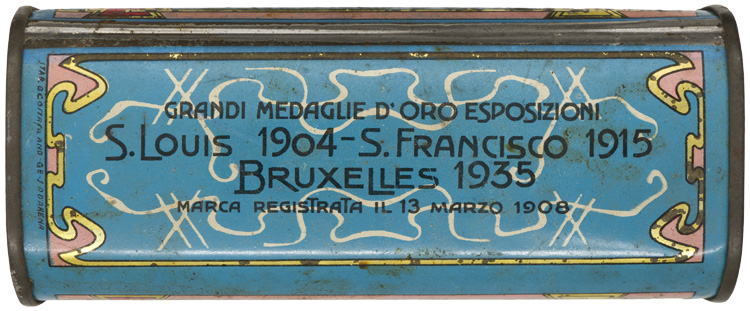 GRANDI MEDAGLIE D'ORO ESPOSIZIONI
S. LOUIS 1904-S. FRANCISCO 1915
BRUXELLES 1935
MARCA REGISTRATA IL 13 MARZO 1908